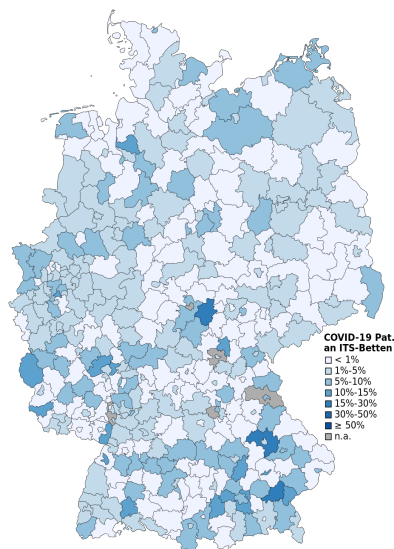 COVID-19 Pat.
an ITS-Betten
< 1%
1%-5%
5%-10%
10%-15%
15%-30%
30%-50%
≥ 50%
n.a.